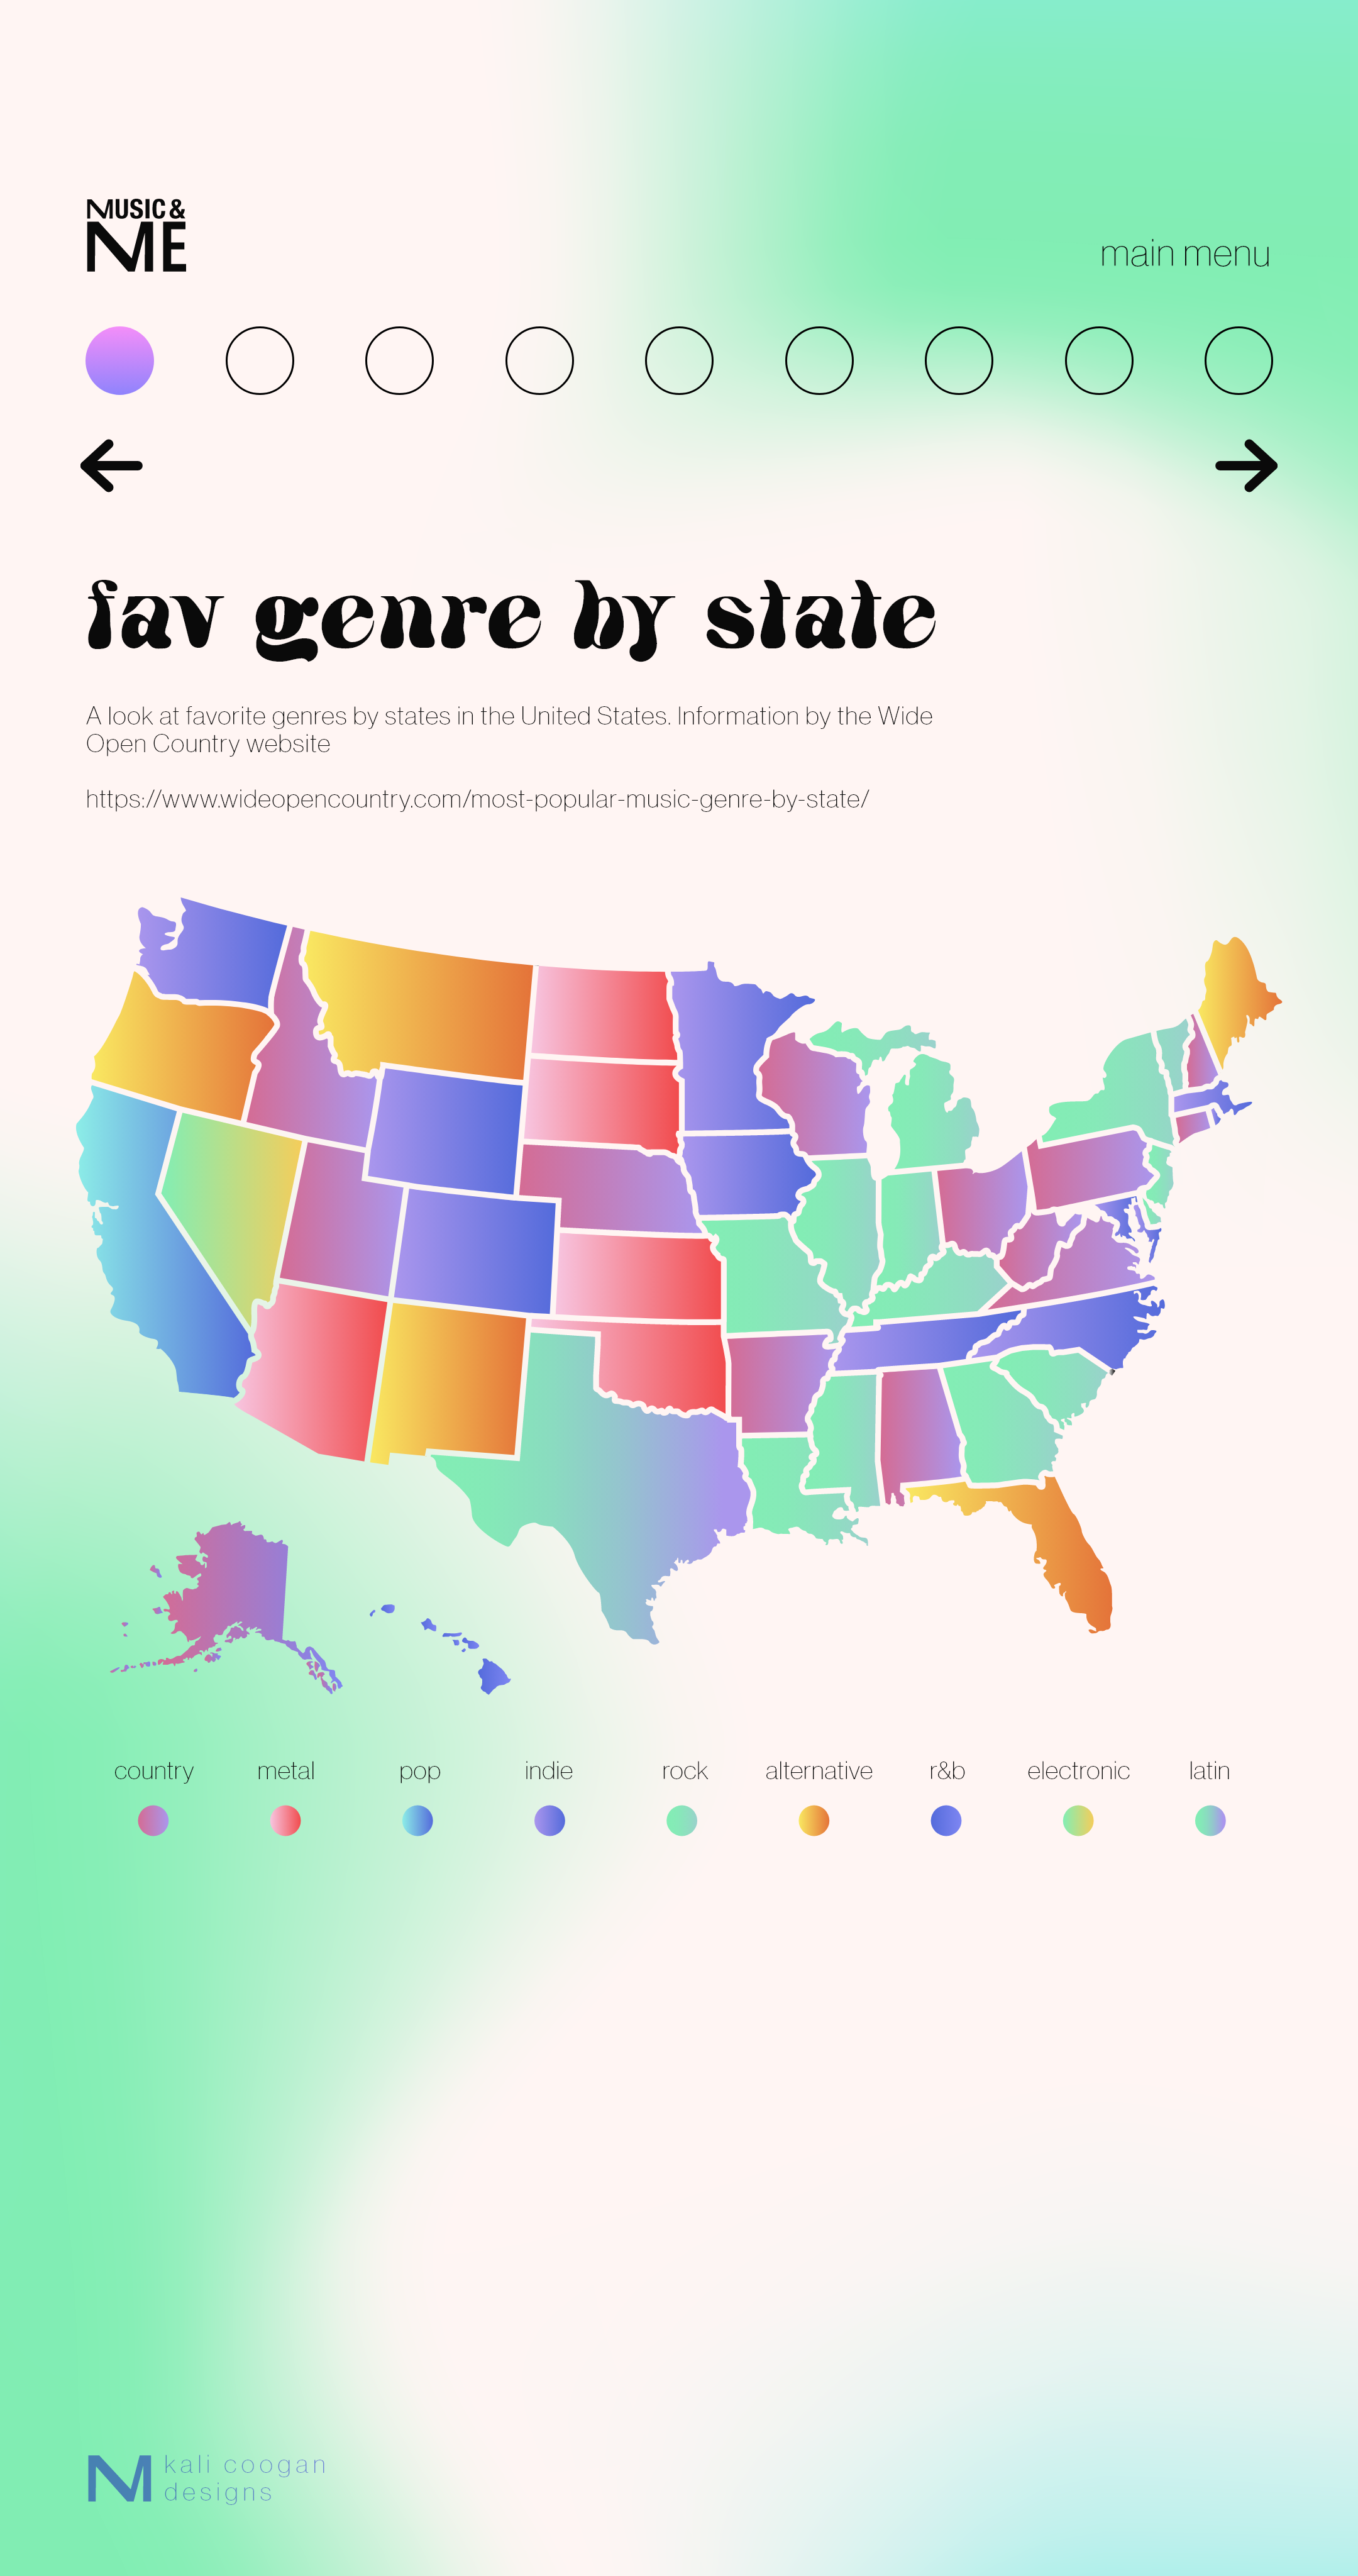 MUSIC &
ME
main menu
fav genre by state
A look at favorite genres by states in the United States. Information by the Wide
Open Country website
https://www.wideopencountry.com/most-popular-music-genre-by-state/
country metal pop indie rock alternative r&b electronic latin
M kali coogan
designs